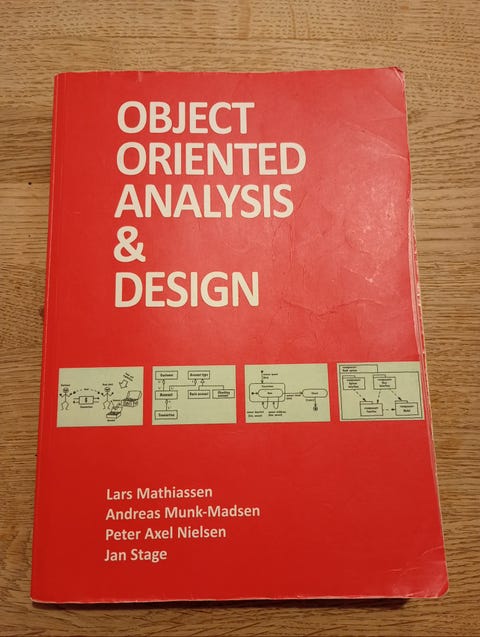 OBJECT
ORIENTED
ANALYSIS
&
DESIGN
Lars Mathiassen
Andreas Munk-Madsen
Peter Axel Nielsen
Jan Stage